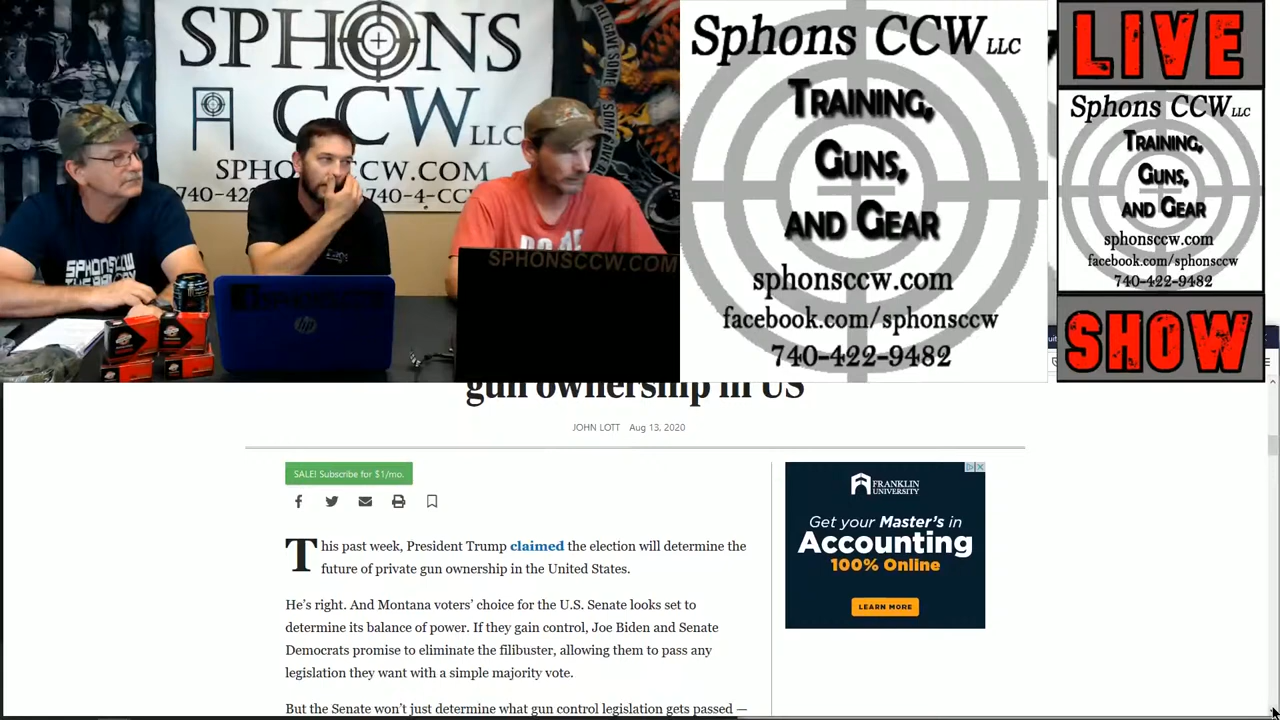 SPHONS
CCW LLC
SPHONSCCW.COM
740-42
740-4-CC
ALL GAVE SOME
SPHONSCCW
hp
SPHONSCCW.COM
Sphons CCW LLC
Training,
Guns,
and Gear
sphonsccw.com
facebook.com/sphonsccw
740-422-9482
LIVE
Sphons CCW LLC
Training,
Guns,
and Gear
sphonsccw.com
facebook.com/sphonsccw
740-422-9482
SHOW
gun ownership in US
JOHN LOTT Aug 13, 2020
SALE! Subscribe for $1/mo.
This past week, President Trump claimed the election will determine the
future of private gun ownership in the United States.
He's right. And Montana voters' choice for the U.S. Senate looks set to
determine its balance of power. If they gain control, Joe Biden and Senate
Democrats promise to eliminate the filibuster, allowing them to pass any
legislation they want with a simple majority vote.
But the Senate won't just determine what gun control legislation gets passed —
FRANKLIN
UNIVERSITY
Get your Master's in
Accounting
100% Online
LEARN MORE